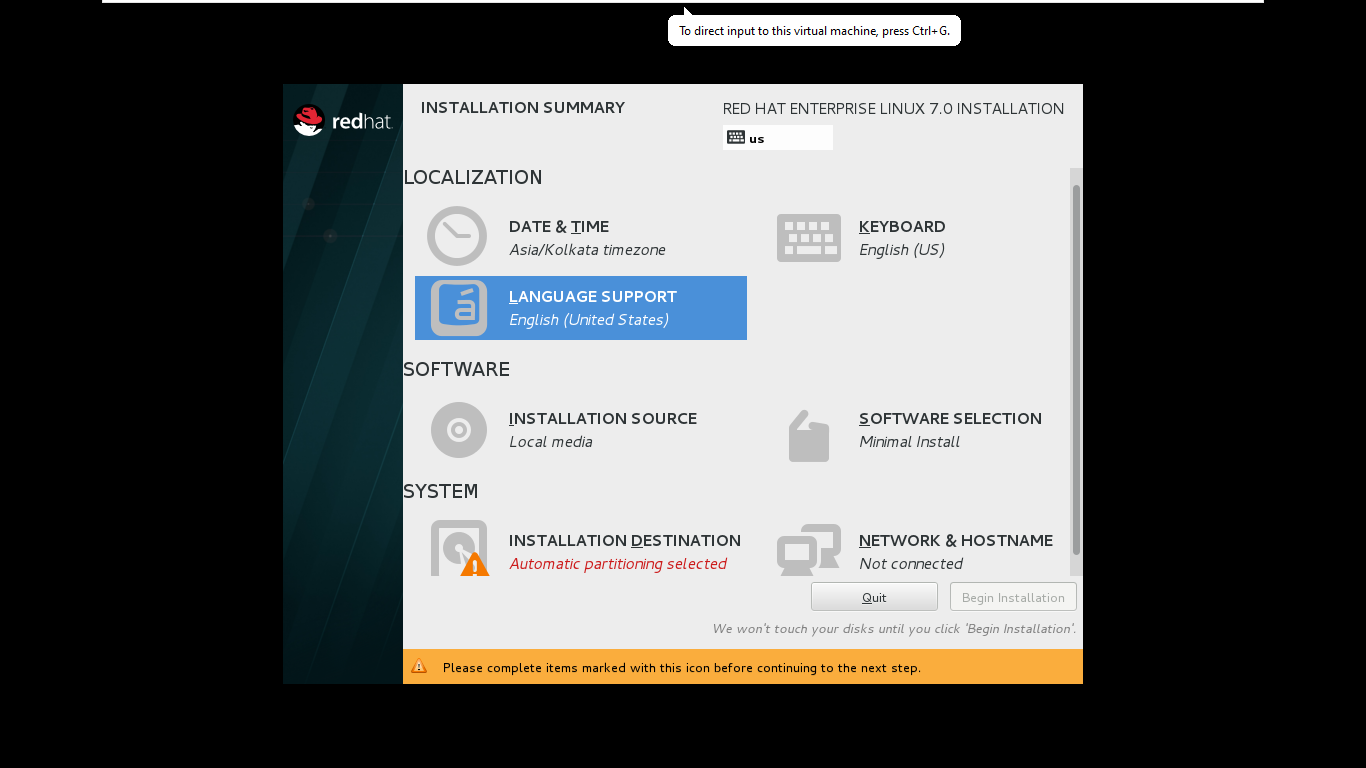 To direct input to this virtual machine, press Ctrl+G.
redhat.
INSTALLATION SUMMARY
RED HAT ENTERPRISE LINUX 7.0 INSTALLATION
us
LOCALIZATION
DATE & TIME
Asia/Kolkata timezone
KEYBOARD
English (US)
á
LANGUAGE SUPPORT
English (United States)
SOFTWARE
INSTALLATION SOURCE
Local media
SOFTWARE SELECTION
Minimal Install
SYSTEM
INSTALLATION DESTINATION
Automatic partitioning selected
NETWORK & HOSTNAME
Not connected
Quit
Begin Installation
We won't touch your disks until you click 'Begin Installation'.
Please complete items marked with this icon before continuing to the next step.